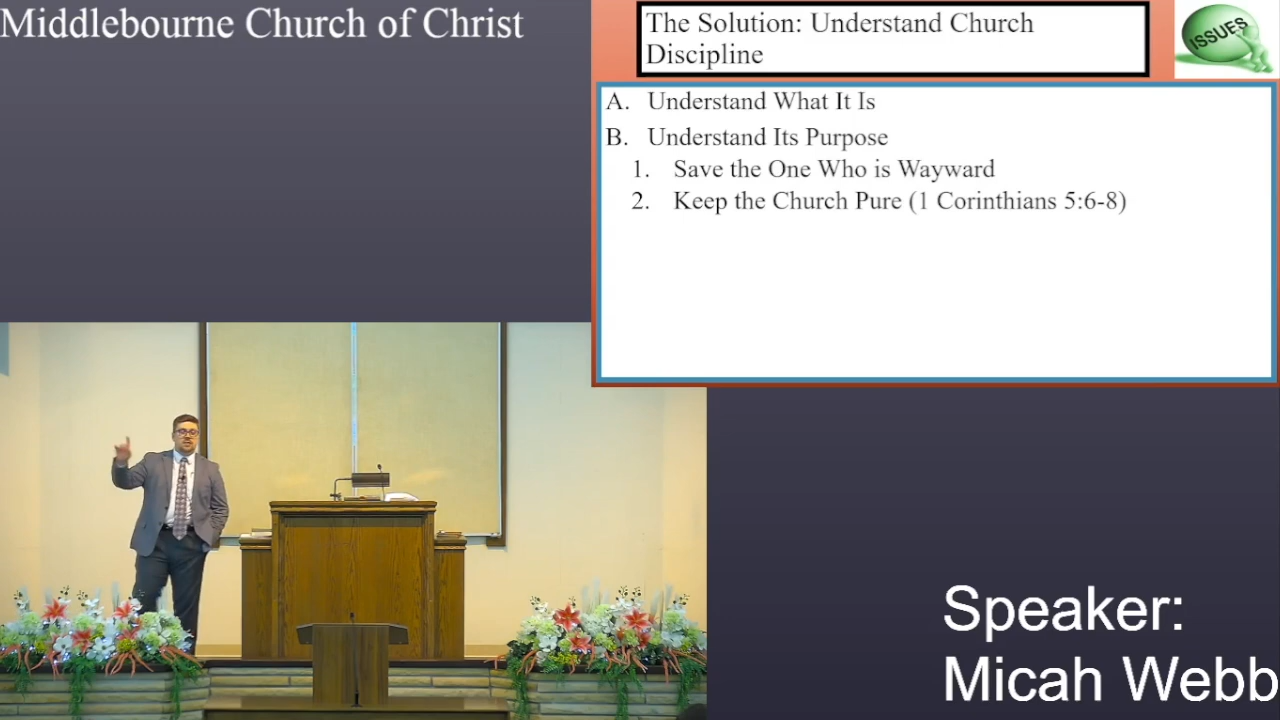 Middlebourne Church of Christ
The Solution: Understand Church
Discipline
ISSUES
A. Understand What It Is
B. Understand Its Purpose
1. Save the One Who is Wayward
2. Keep the Church Pure (1 Corinthians 5:6-8)
Speaker:
Micah Webb